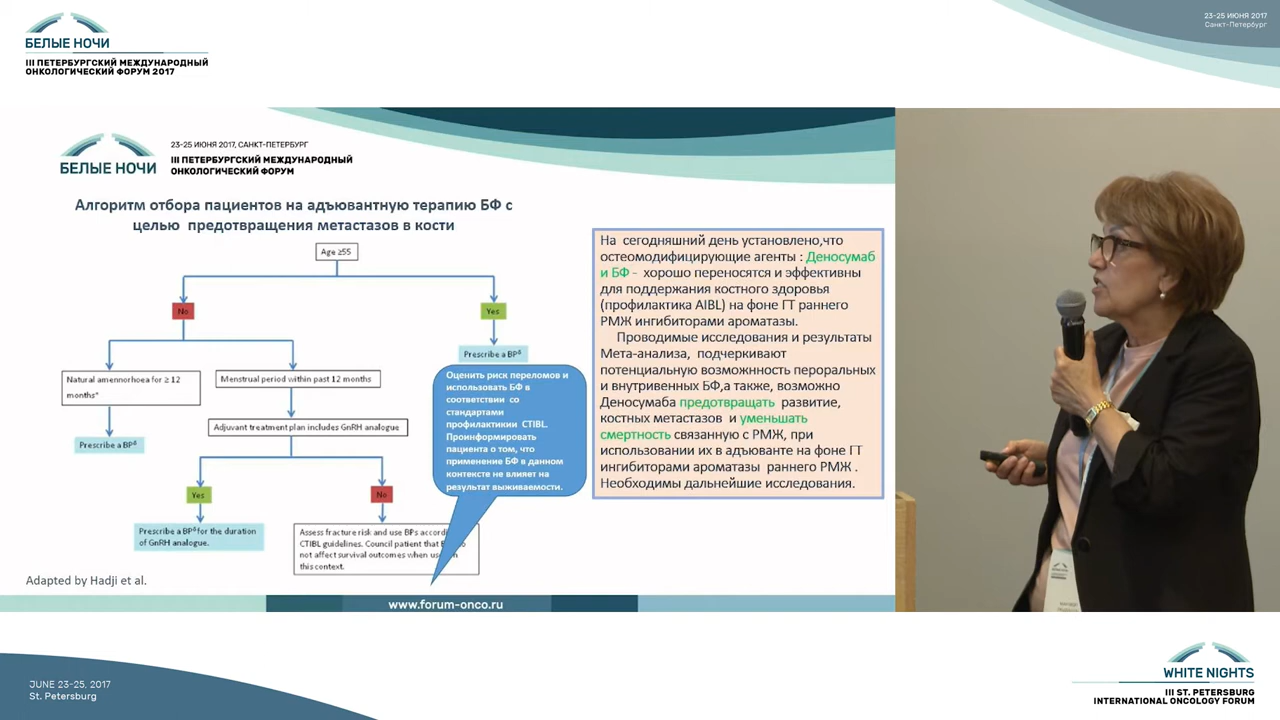 БЕЛЫЕ НОЧИ
III ПЕТЕРБУРГСКИЙ МЕЖДУНАРОДНЫЙ
ОНКОЛОГИЧЕСКИЙ ФОРУМ 2017
23-25 ИЮНЯ 2017
Санкт-Петербург
БЕЛЫЕ НОЧИ
23-25 ИЮНЯ 2017, САНКТ-ПЕТЕРБУРГ
III ПЕТЕРБУРГСКИЙ МЕЖДУНАРОДНЫЙ
ОНКОЛОГИЧЕСКИЙ ФОРУМ
Алгоритм отбора пациентов на адъювантную терапию БФ с
целью предотвращения метастазов в кости
Age ≥55
No
Yes
Prescribe a BP⁶
Natural amennorhoea for ≥ 12
months*
Menstrual period within past 12 months
Prescribe a BP⁶
Adjuvant treatment plan includes GnRH analogue
Yes
No
Prescribe a BP⁶ for the duration
of GnRH analogue.
Assess fracture risk and use BPs accord
CTIBL guidelines. Council patient that
not affect survival outcomes when use
this context.
Оценить риск переломов и
использовать БФ в
соответствии со
стандартами
профилактикии CTIBL.
Проинформировать
пациента о том, что
применение БФ в данном
контексте не влияет на
результат выживаемости.
На сегодняшний день установлено,что
остеомодифицирующие агенты : Деносумаб
и БФ - хорошо переносятся и эффективны
для поддержания костного здоровья
(профилактика AIBL) на фоне ГТ раннего
РМЖ ингибиторами ароматазы.
Проводимые исследования и результаты
Мета-анализа, подчеркивают
потенциальную возможность пероральных
и внутривенных БФ,а также, возможно
Деносумаба предотвращать развитие,
костных метастазов и уменьшать
смертность связанную с РМЖ, при
использовании их в адъюванте на фоне ГТ
ингибиторами ароматазы раннего РМЖ .
Необходимы дальнейшие исследования.
Adapted by Hadji et al.
www.forum-onco.ru
JUNE 23-25, 2017
St. Petersburg
WHITE NIGHTS
III ST. PETERSBURG
INTERNATIONAL ONCOLOGY FORUM